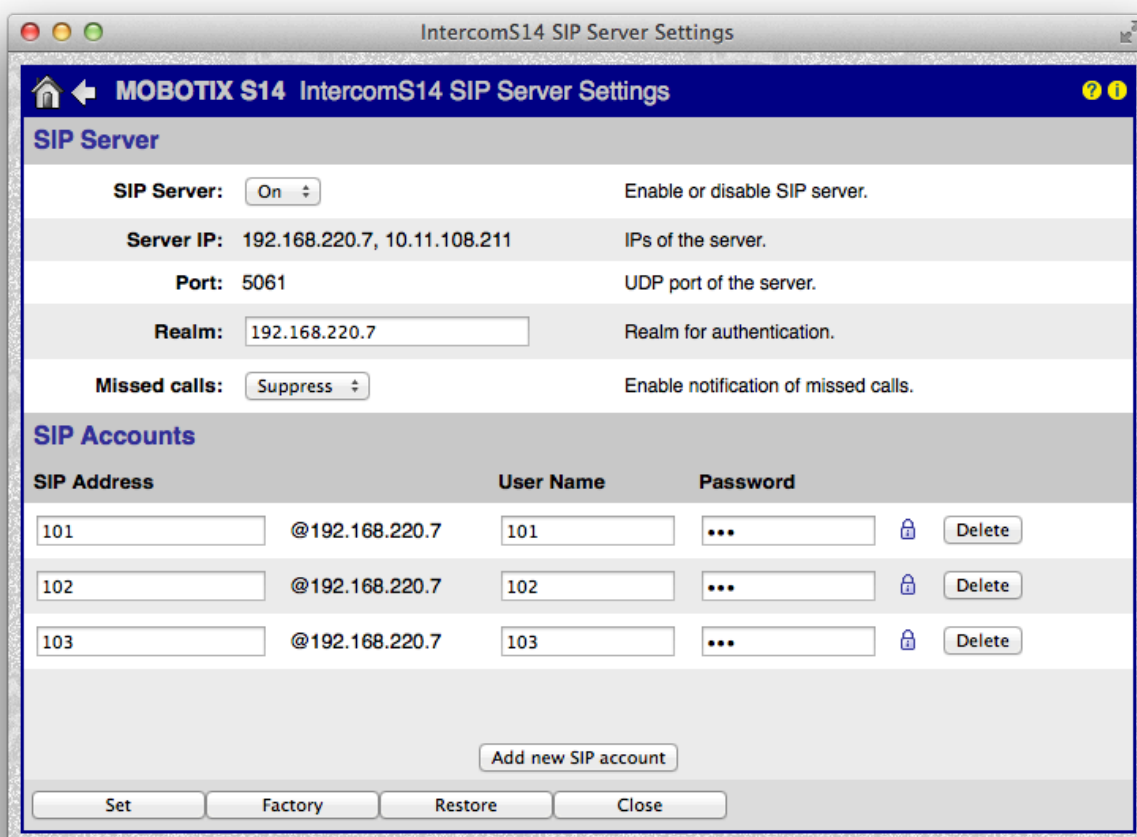 IntercomS14 SIP Server Settings
MOBOTIX S14 IntercomS14 SIP Server Settings ? i
SIP Server
SIP Server: On Enable or disable SIP server.
Server IP: 192.168.220.7, 10.11.108.211 IPs of the server.
Port: 5061 UDP port of the server.
Realm: 192.168.220.7 Realm for authentication.
Missed calls: Suppress Enable notification of missed calls.
SIP Accounts
SIP Address User Name Password
101 @192.168.220.7 101 ••• Delete
102 @192.168.220.7 102 ••• Delete
103 @192.168.220.7 103 ••• Delete
Add new SIP account
Set Factory Restore Close